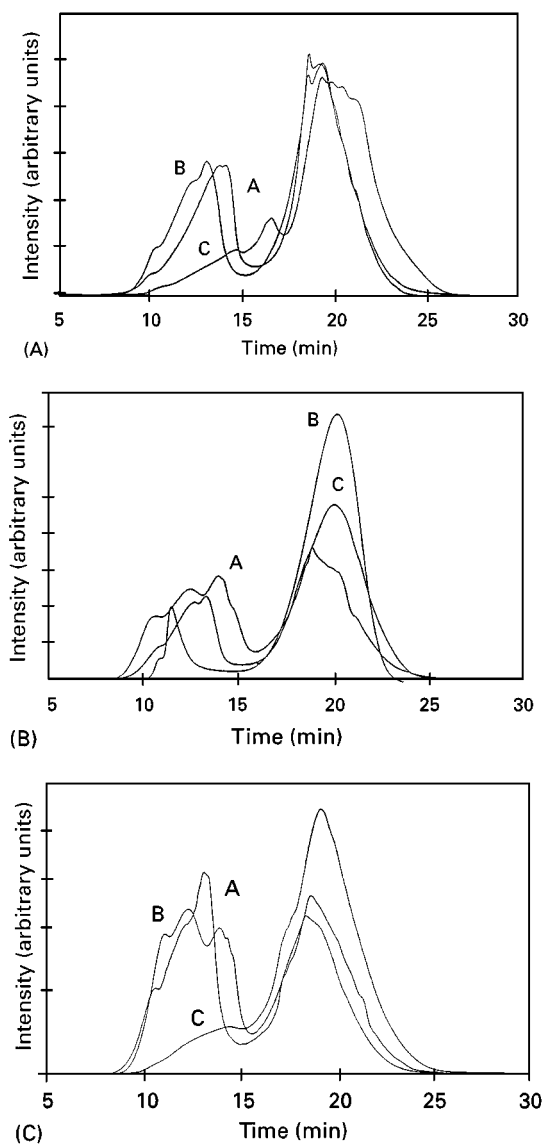 Intensity (arbitrary units)
B
A
C
5 10 15 20 25 30
(A)
Time (min)
Intensity (arbitrary units)
B
C
A
5 10 15 20 25 30
(B)
Time (min)
Intensity (arbitrary units)
B
A
C
5 10 15 20 25 30
(C)
Time (min)